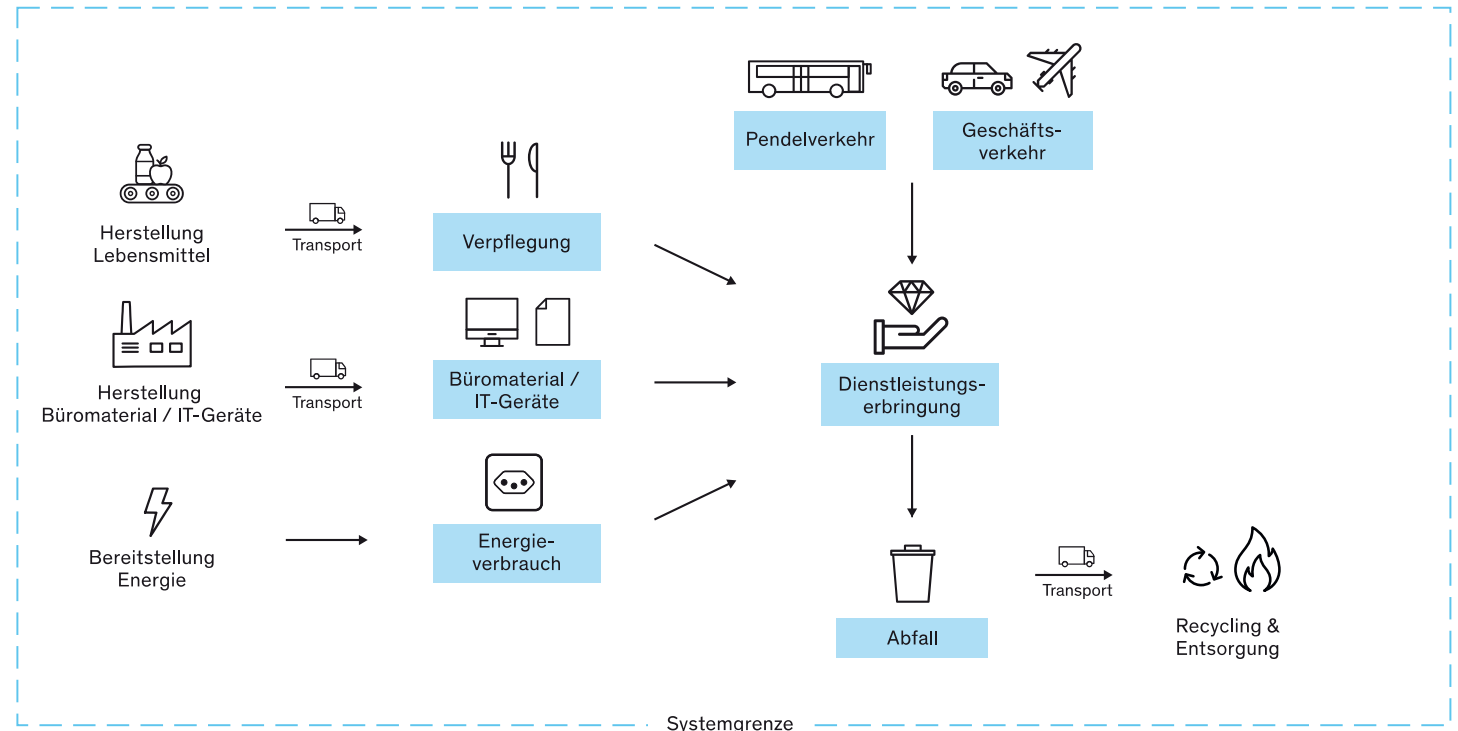 Pendelverkehr
Geschäfts-
verkehr
Herstellung
Lebensmittel
Transport
Verpflegung
Herstellung
Büromaterial / IT-Geräte
Transport
Büromaterial /
IT-Geräte
Dienstleistungs-
erbringung
Bereitstellung
Energie
Energie-
verbrauch
Abfall
Transport
Recycling &
Entsorgung
Systemgrenze